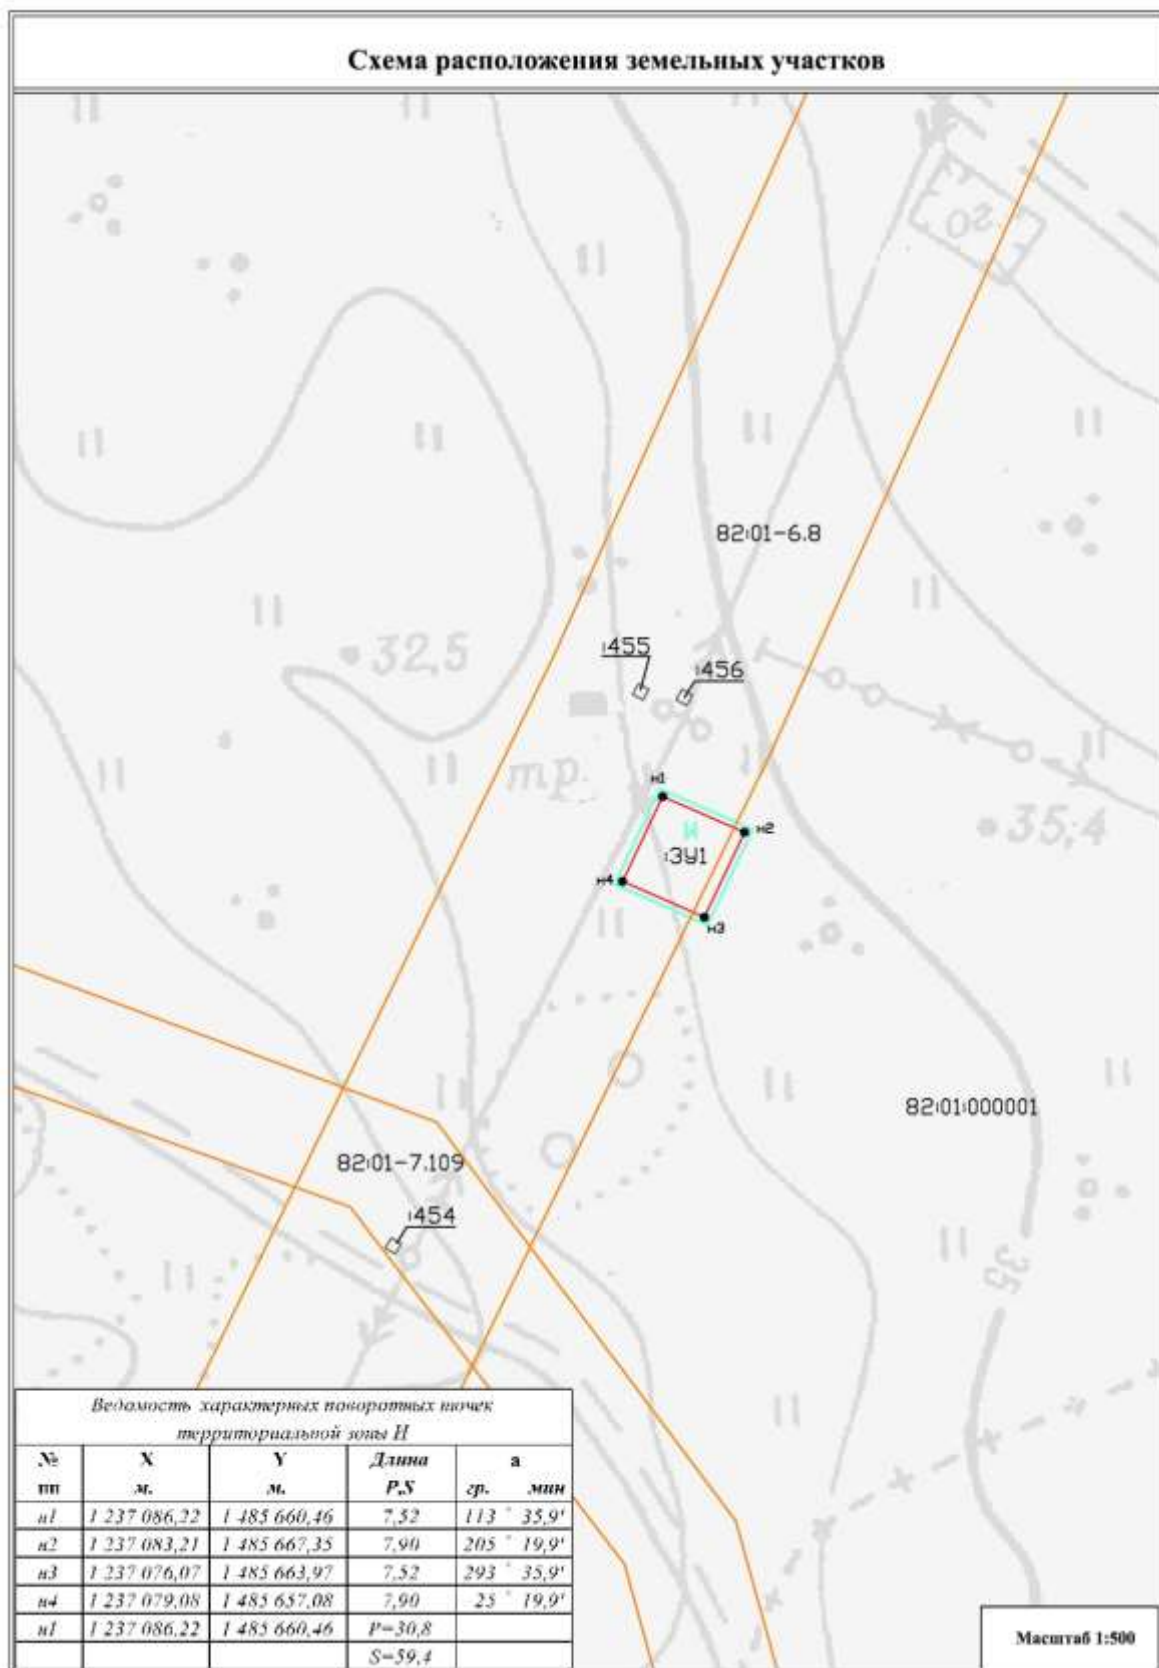 Схема расположения земельных участков
О2
82:01-6.8
:455
:456
32,5
тр.
н1
н2
И
:ЗУ1
35,4
н4
н3
82:01:000001
82:01-7.109
:454
35
Ведомость характерных поворотных точек
территориальной зоны И
№ X Y Длина а
пп м. м. P,S гр. мин
н1 1 237 086,22 1 485 660,46 7,52 113 ° 35,9'
н2 1 237 083,21 1 485 667,35 7,90 205 ° 19,9'
н3 1 237 076,07 1 485 663,97 7,52 293 ° 35,9'
н4 1 237 079,08 1 485 657,08 7,90 25 ° 19,9'
н1 1 237 086,22 1 485 660,46 P=30,8
S=59,4
Масштаб 1:500